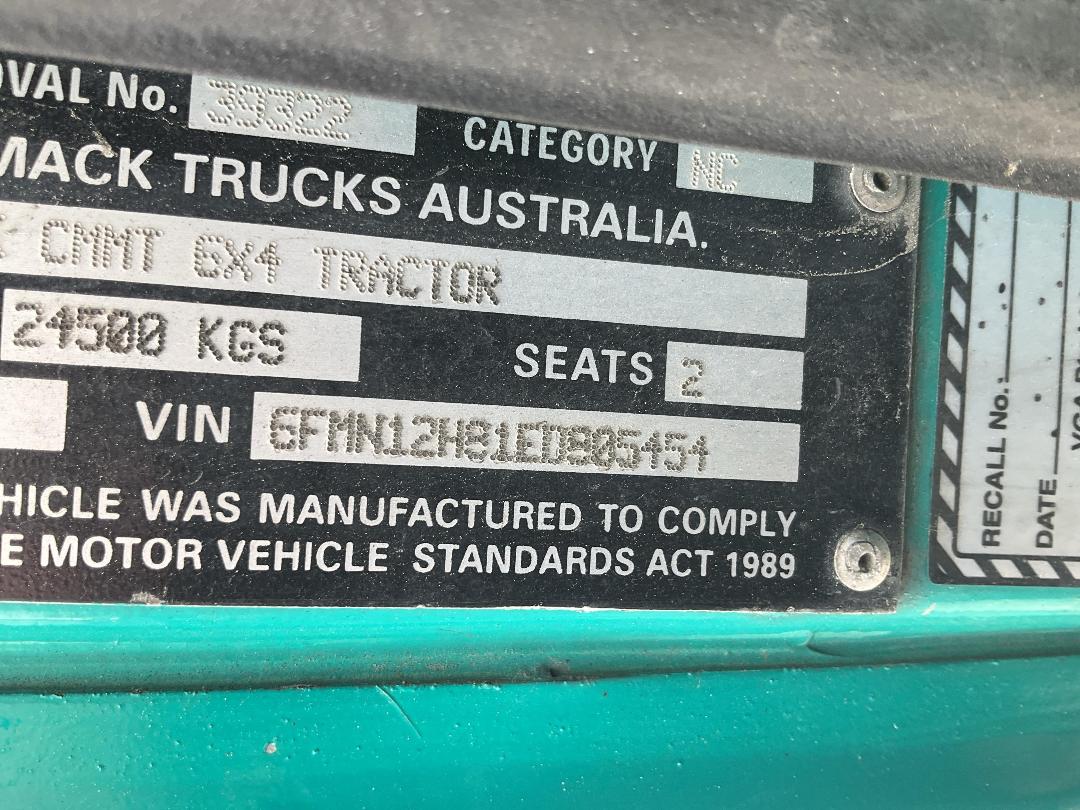 OVAL No. 39322
CATEGORY NC
MACK TRUCKS AUSTRALIA.
CMMT 6X4 TRACTOR
24500 KGS
SEATS 2
VIN 6FMN12H81ED805454
HICLE WAS MANUFACTURED TO COMPLY
E MOTOR VEHICLE STANDARDS ACT 1989
RECALL No.:
DATE